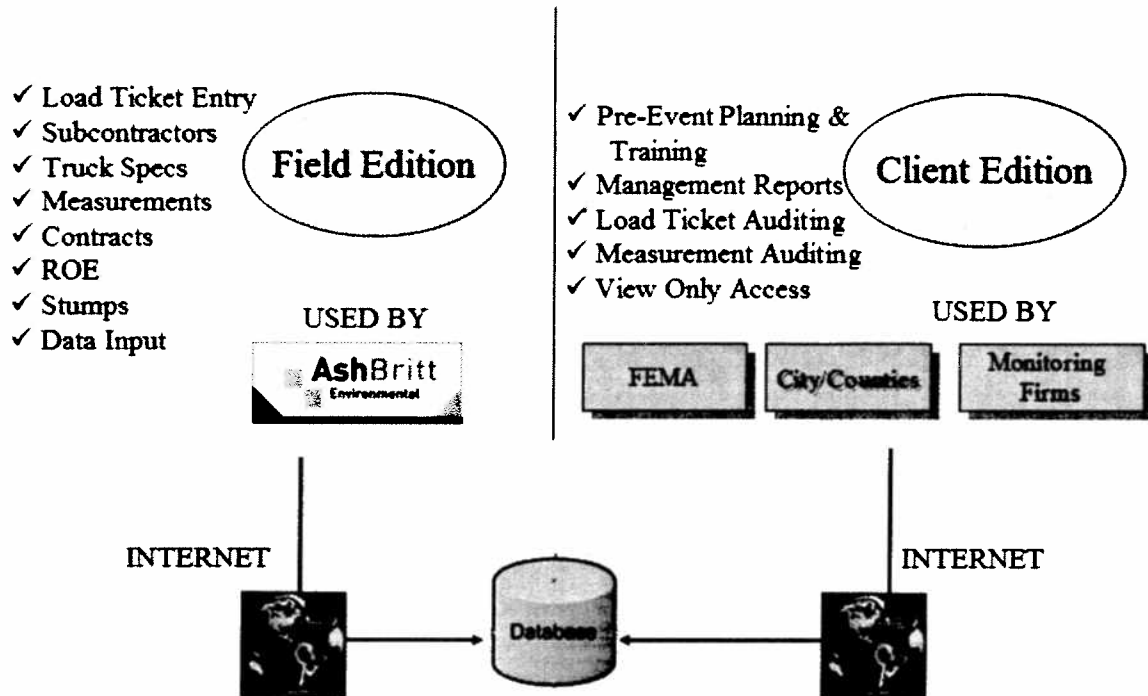 ✓ Load Ticket Entry
✓ Subcontractors
✓ Truck Specs
✓ Measurements
✓ Contracts
✓ ROE
✓ Stumps
✓ Data Input
Field Edition
USED BY
AshBritt
Environmental
✓ Pre-Event Planning &
Training
✓ Management Reports
✓ Load Ticket Auditing
✓ Measurement Auditing
✓ View Only Access
Client Edition
USED BY
FEMA
City/Counties
Monitoring
Firms
INTERNET
Database
INTERNET